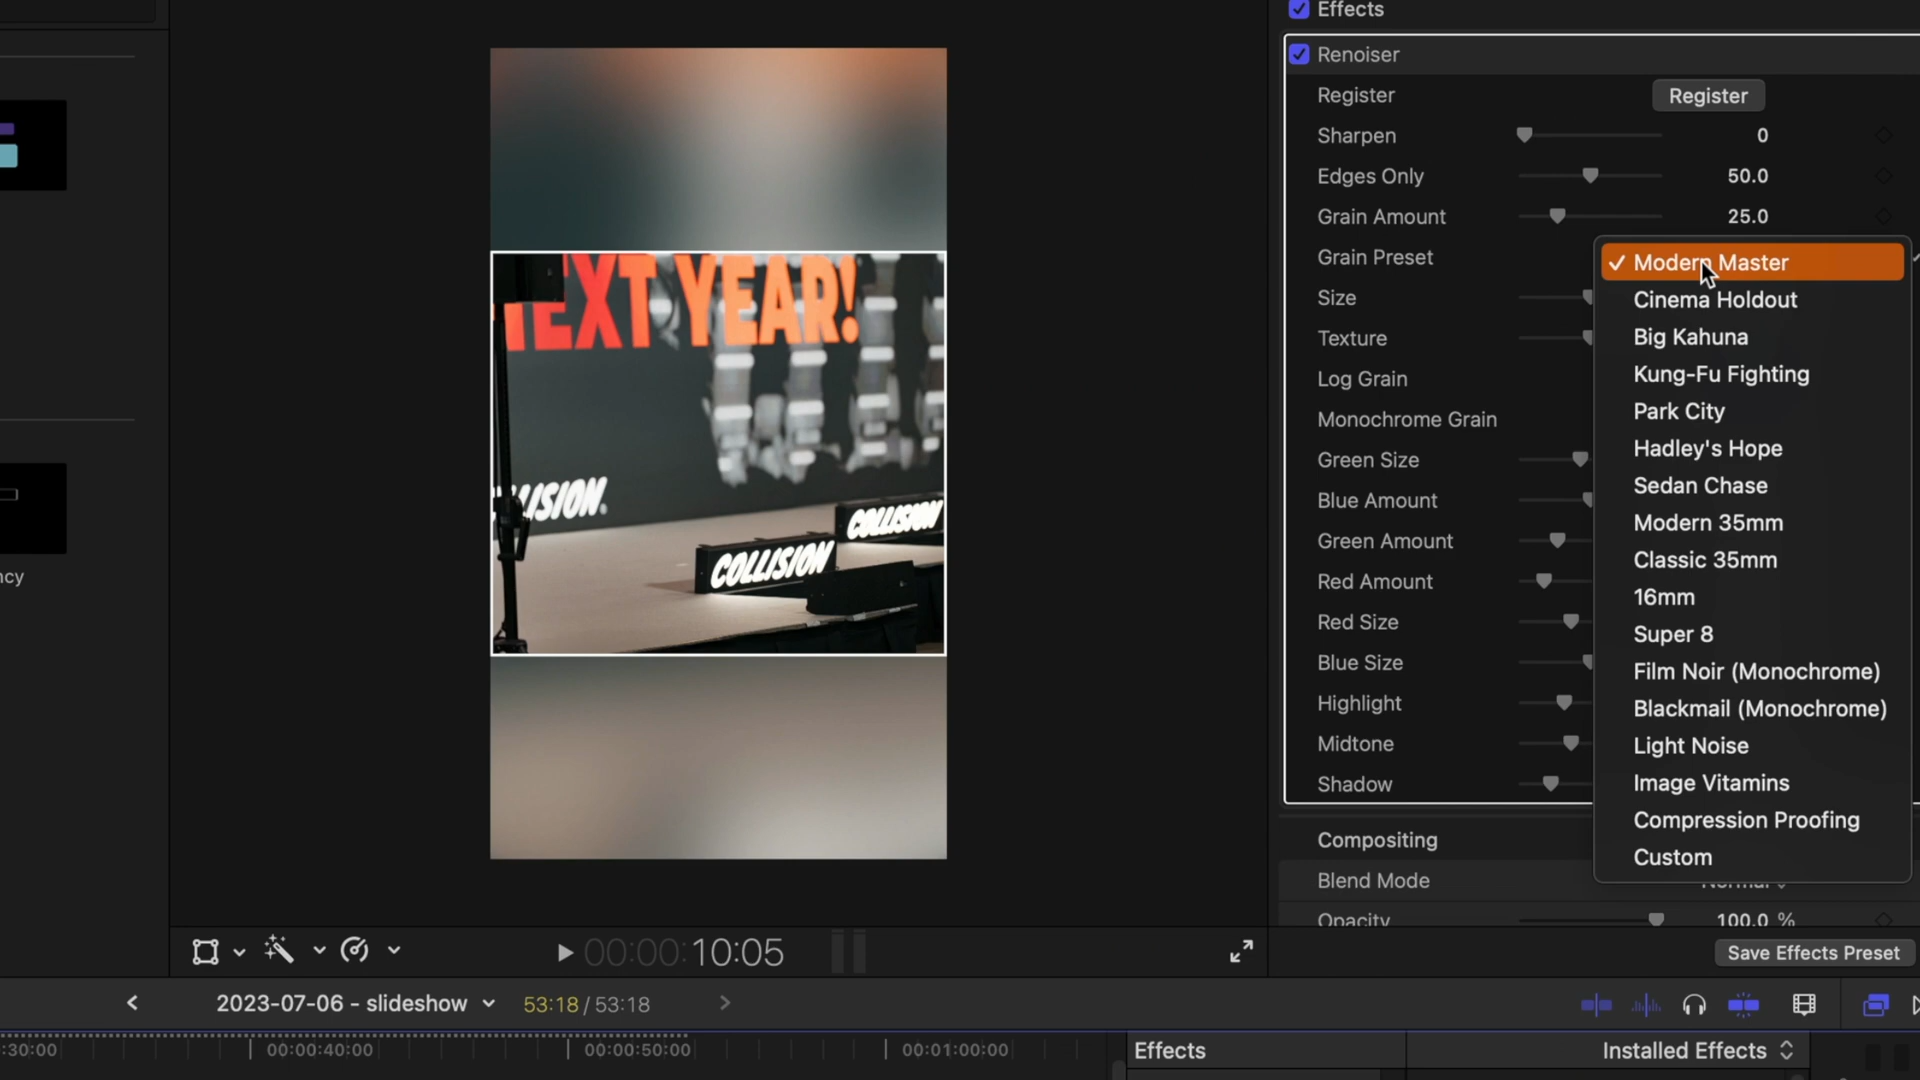 Effects
Renoiser
Register
Register
Sharpen
0
Edges Only
50.0
Grain Amount
25.0
Grain Preset
Size
Texture
Log Grain
Monochrome Grain
Green Size
Blue Amount
Green Amount
Red Amount
Red Size
Blue Size
Highlight
Midtone
Shadow
✓ Modern Master
Cinema Holdout
Big Kahuna
Kung-Fu Fighting
Park City
Hadley's Hope
Sedan Chase
Modern 35mm
Classic 35mm
16mm
Super 8
Film Noir (Monochrome)
Blackmail (Monochrome)
Light Noise
Image Vitamins
Compression Proofing
Custom
Compositing
Blend Mode
Normal
Opacity
100.0 %
Save Effects Preset
YEAR!
COLLISION
COLLISION
ncy
00:00:10:05
2023-07-06 - slideshow
53:18 / 53:18
:30:00
00:00:40:00
00:00:50:00
00:01:00:00
Effects
Installed Effects